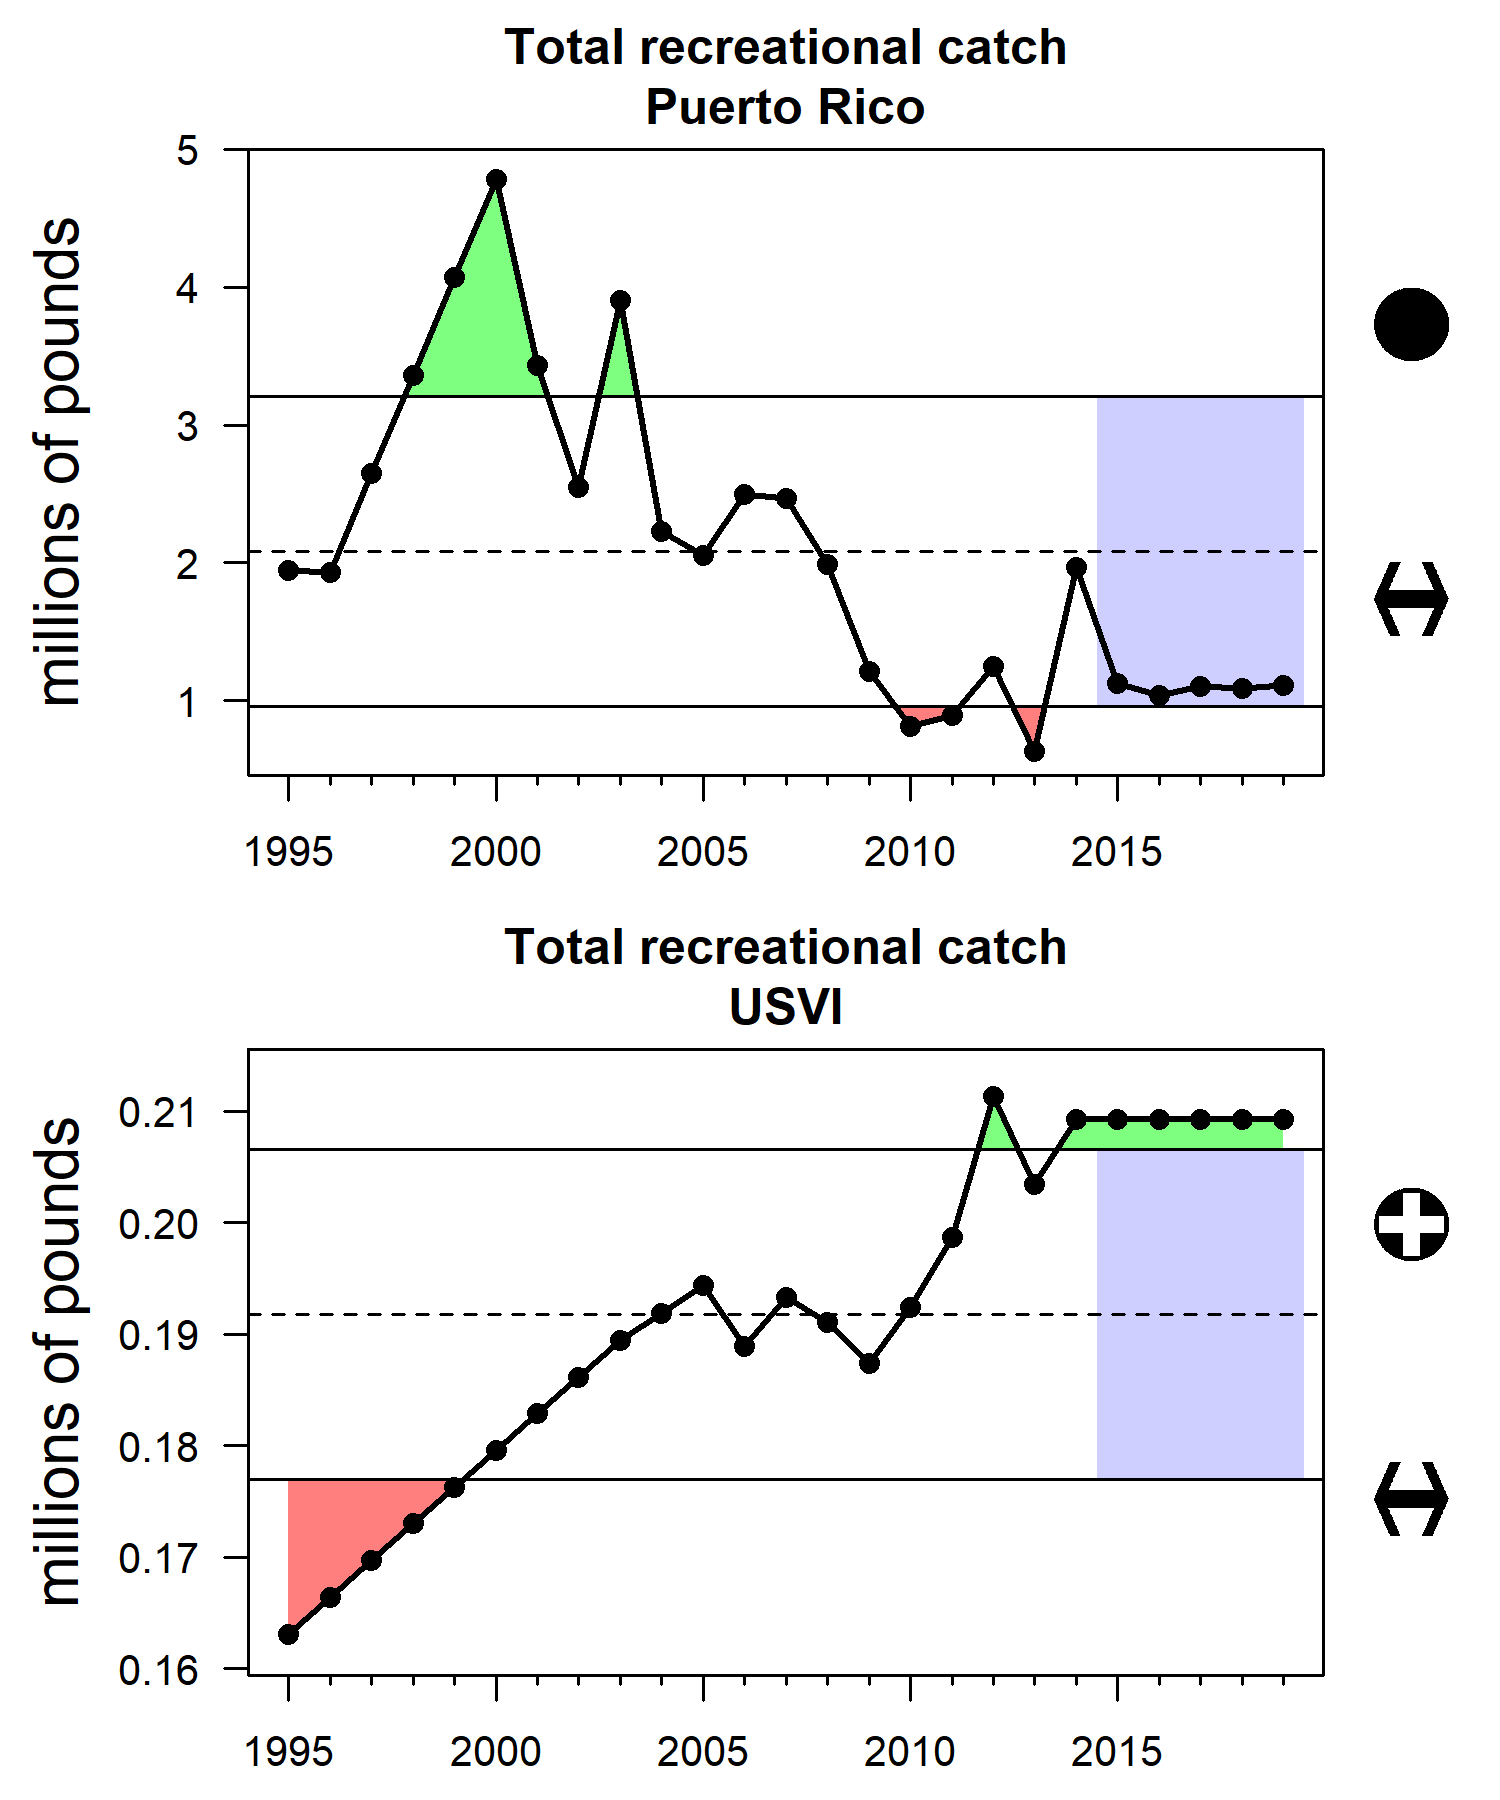 Total recreational catch
Puerto Rico
millions of pounds
5
4
3
2
1
1995 2000 2005 2010 2015
Total recreational catch
USVI
millions of pounds
0.21
0.20
0.19
0.18
0.17
0.16
1995 2000 2005 2010 2015